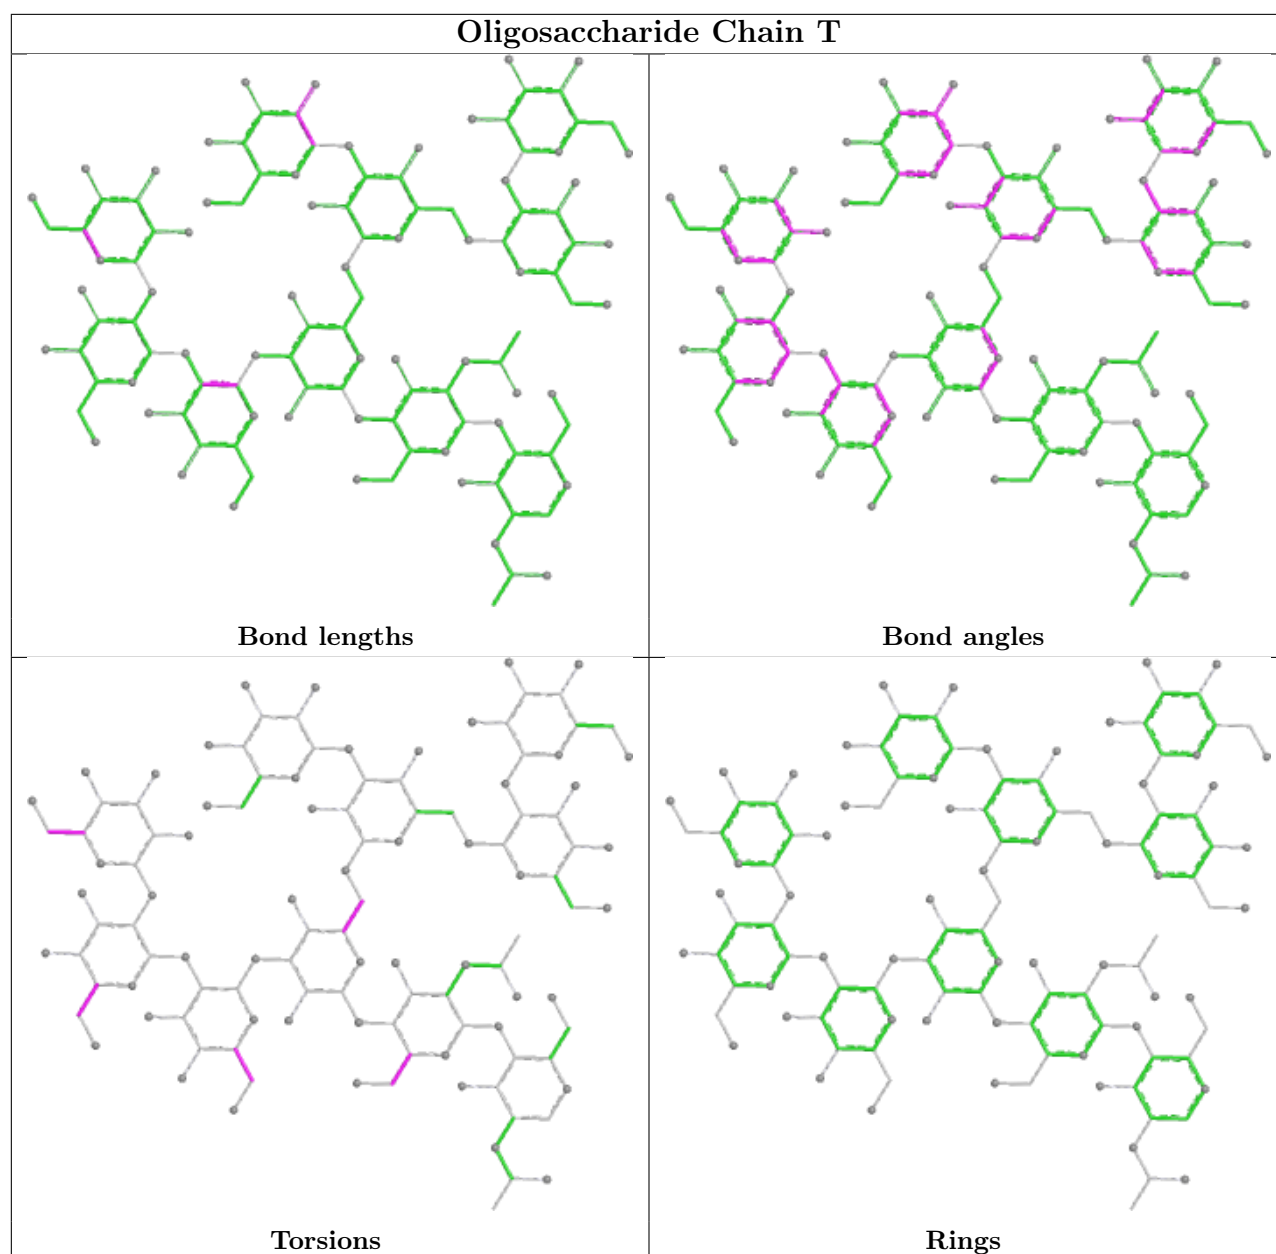 Oligosaccharide Chain T
Bond lengths
Bond angles
Torsions
Rings